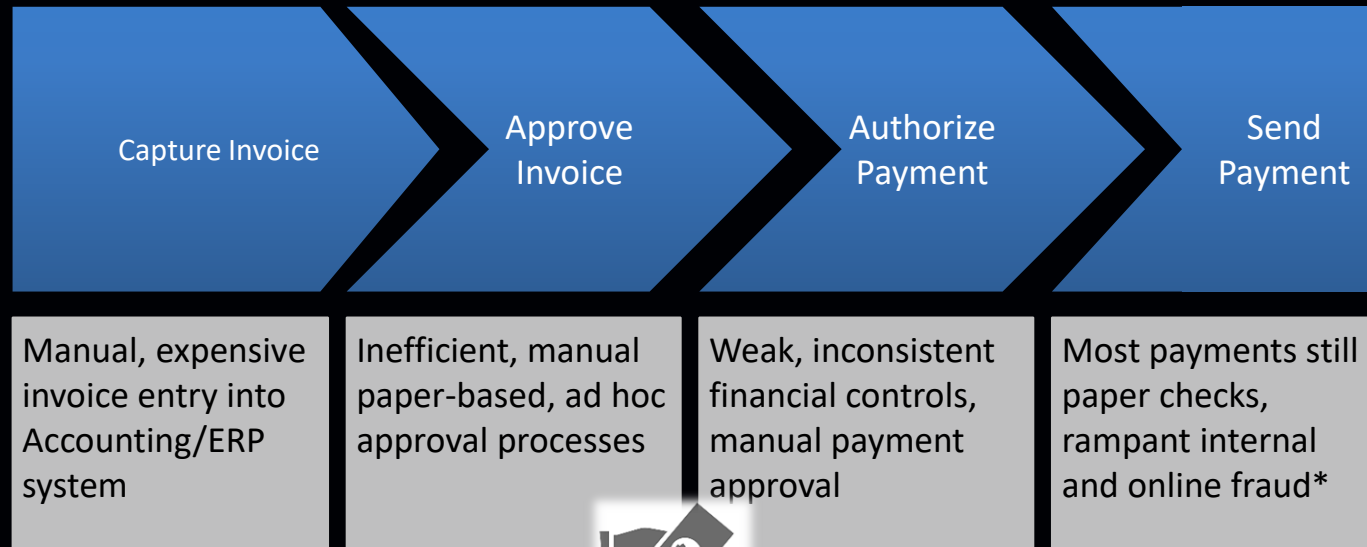 Capture Invoice
Approve
Invoice
Authorize
Payment
Send
Payment
Manual, expensive
invoice entry into
Accounting/ERP
system
Inefficient, manual
paper-based, ad hoc
approval processes
Weak, inconsistent
financial controls,
manual payment
approval
Most payments still
paper checks,
rampant internal
and online fraud*